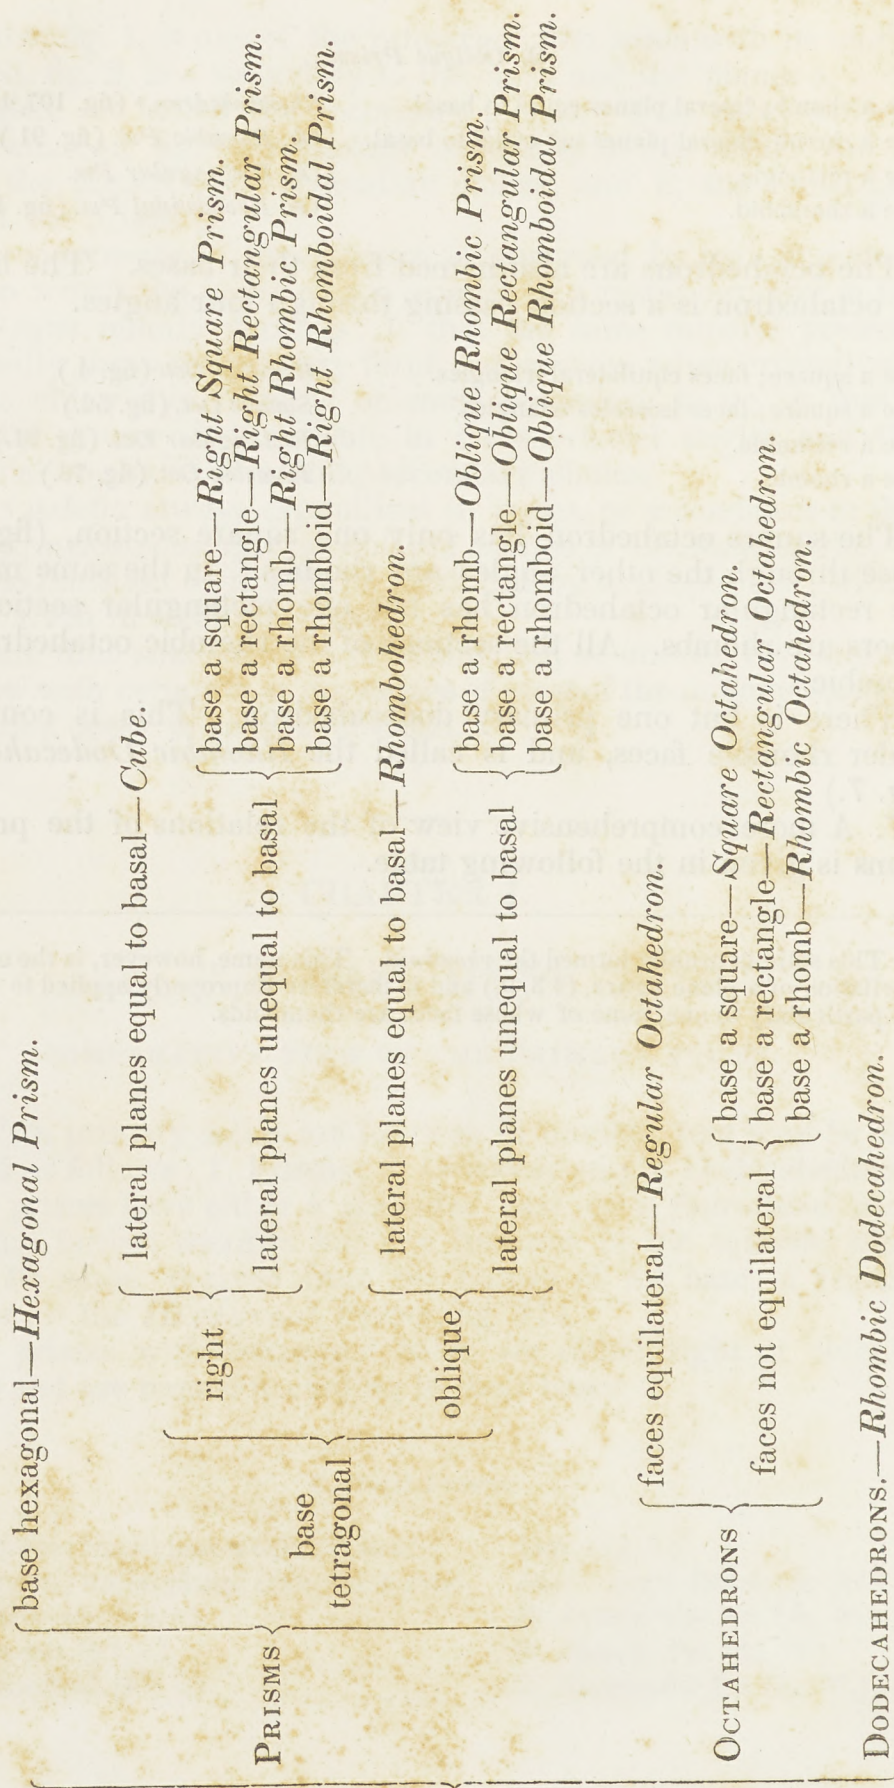 PRISMS
base hexagonal—Hexagonal Prism.
base
tetragonal
right
lateral planes equal to basal—Cube.
lateral planes unequal to basal
base a square—Right Square Prism.
base a rectangle—Right Rectangular Prism.
base a rhomb—Right Rhombic Prism.
base a rhomboid—Right Rhomboidal Prism.
oblique
lateral planes equal to basal—Rhombohedron
lateral planes unequal to basal
base a rhomb—Oblique Rhombic Prism.
base a rectangle—Oblique Rectangular Prism.
base a rhomboid—Oblique Rhomboidal Prism.
OCTAHEDRONS
faces equilateral—Regular Octahedron.
faces not equilateral
base a square—Square Octahedron.
base a rectangle—Rectangular Octahedron.
base a rhomb—Rhombic Octahedron.
DODECAHEDRONS.—Rhombic Dodecahedron.